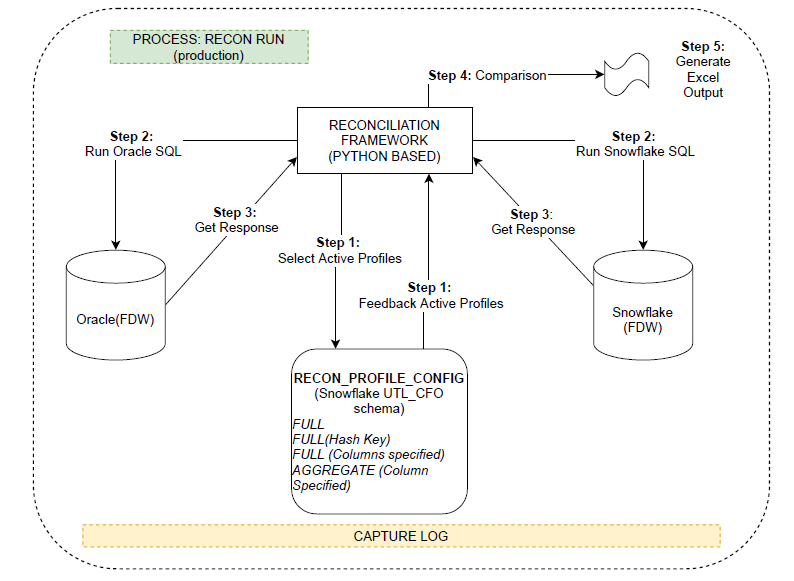 PROCESS: RECON RUN
(production)
Step 4: Comparison
Step 5:
Generate
Excel
Output
RECONCILIATION
FRAMEWORK
(PYTHON BASED)
Step 2:
Run Oracle SQL
Step 2:
Run Snowflake SQL
Step 3:
Get Response
Step 3:
Get Response
Step 1:
Select Active Profiles
Step 1:
Feedback Active Profiles
Oracle(FDW)
Snowflake
(FDW)
RECON_PROFILE_CONFIG
(Snowflake UTL_CFO
schema)
FULL
FULL(Hash Key)
FULL (Columns specified)
AGGREGATE (Column
Specified)
CAPTURE LOG